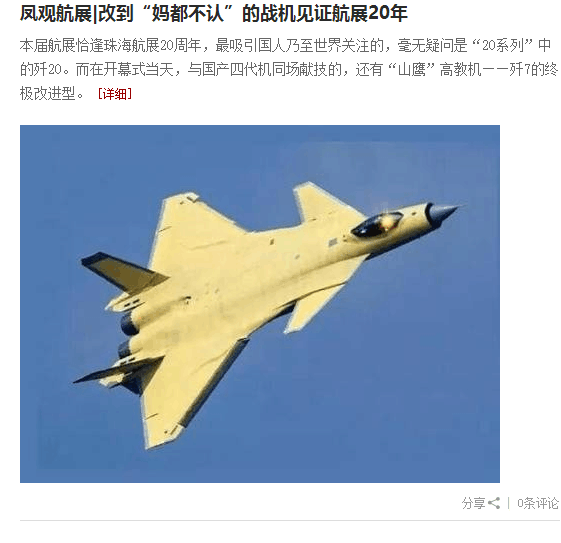 凤观航展|改到“妈都不认”的战机见证航展20年
本届航展恰逢珠海航展20周年，最吸引国人乃至世界关注的，毫无疑问是“20系列”中
的歼20。而在开幕式当天，与国产四代机同场献技的，还有“山鹰”高教机——歼7的终
极改进型。 [详细]
分享 | 0条评论